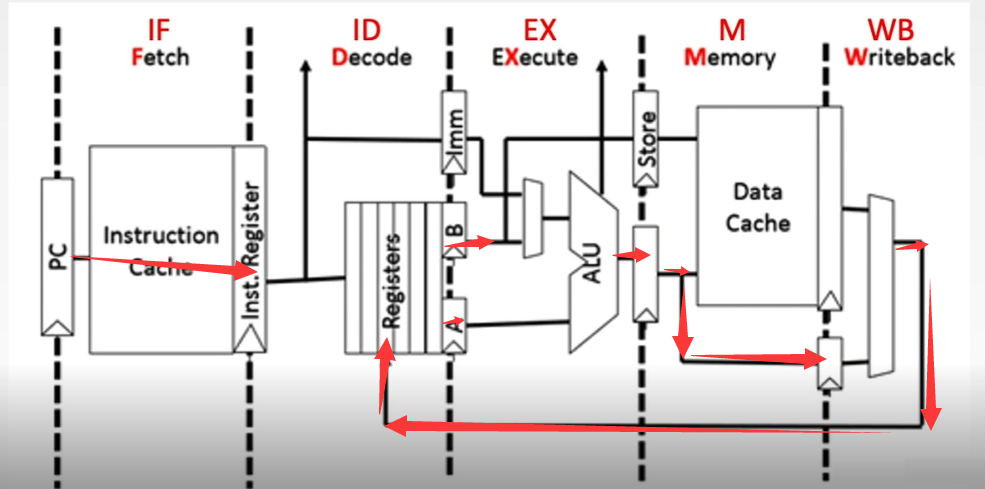 IF
Fetch
ID
Decode
EX
EXecute
M
Memory
WB
Writeback
PC
Instruction
Cache
Inst. Register
Registers
Imm
B
A
ALU
Store
Data
Cache